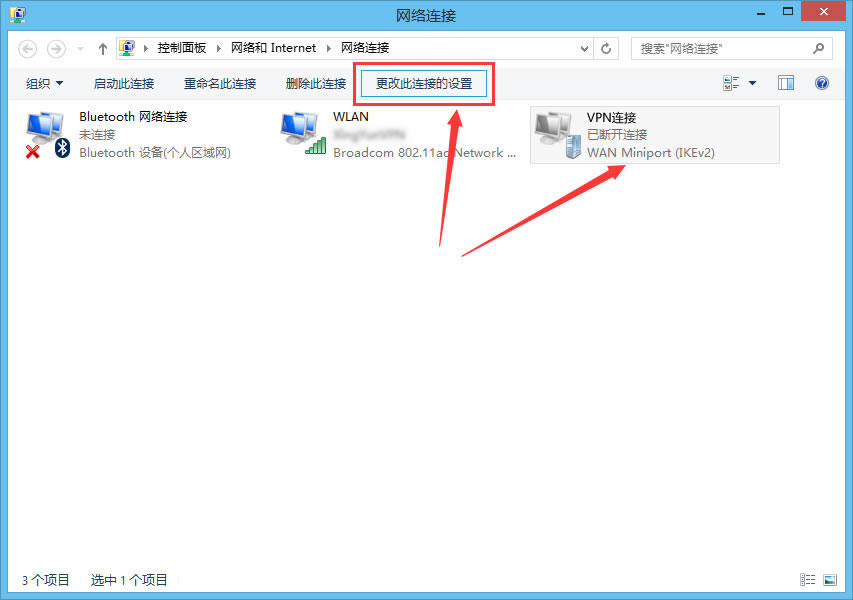 网络连接
控制面板 网络和 Internet 网络连接
搜索"网络连接"
组织 启动此连接 重命名此连接 删除此连接 更改此连接的设置
Bluetooth 网络连接
未连接
Bluetooth 设备(个人区域网)
WLAN
Broadcom 802.11ac Network ...
VPN连接
已断开连接
WAN Miniport (IKEv2)
3 个项目 选中 1 个项目